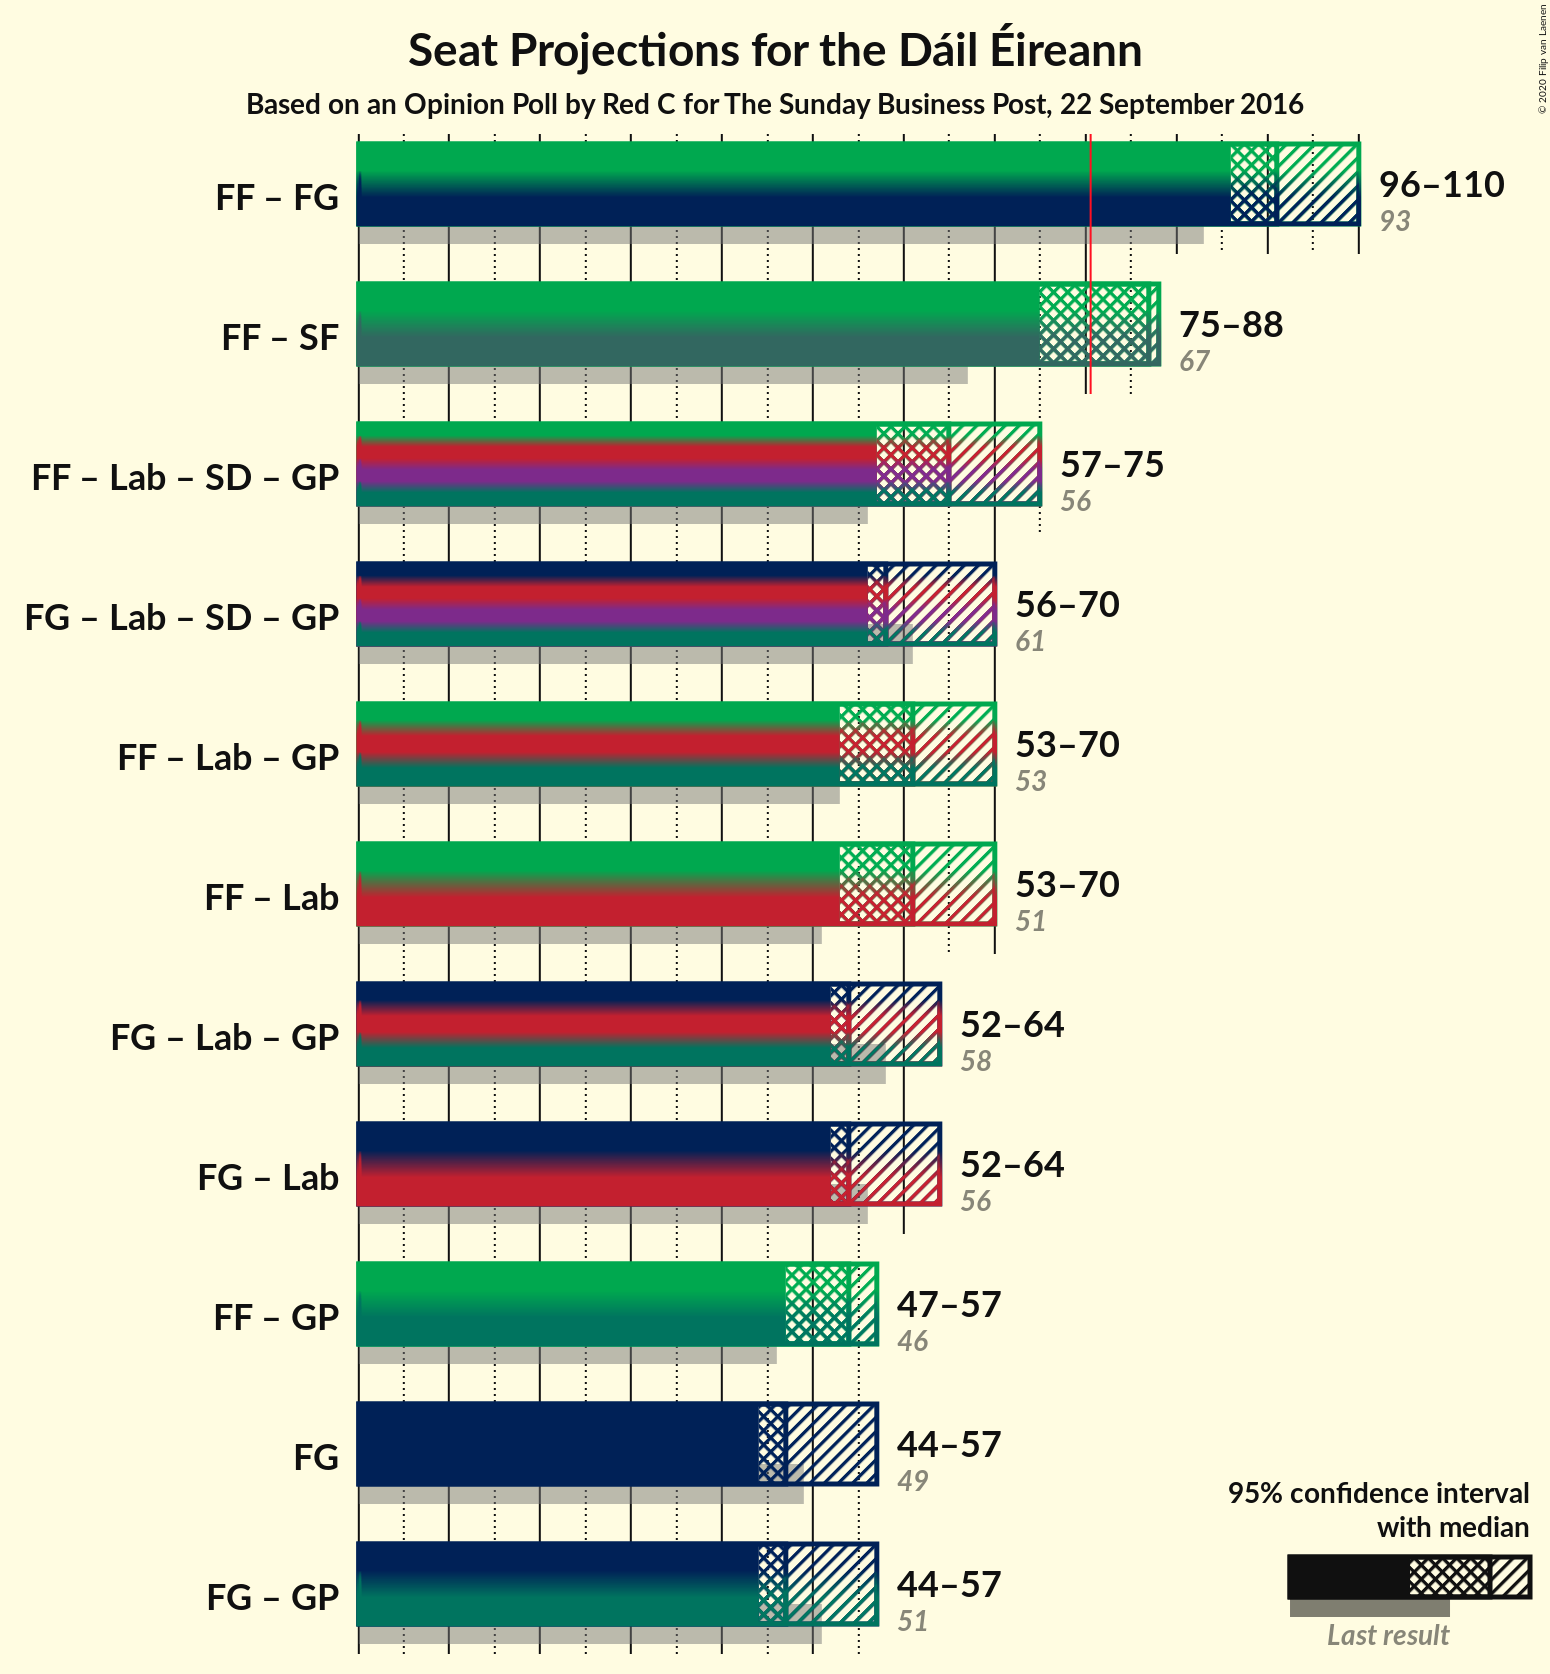 Seat Projections for the Dáil Éireann
Based on an Opinion Poll by Red C for The Sunday Business Post, 22 September 2016
© 2020 Filip van Laenen
FF – FG
96–110
93
FF – SF
75–88
67
FF – Lab – SD – GP
57–75
56
FG – Lab – SD – GP
56–70
61
FF – Lab – GP
53–70
53
FF – Lab
53–70
51
FG – Lab – GP
52–64
58
FG – Lab
52–64
56
FF – GP
47–57
46
FG
44–57
49
FG – GP
44–57
51
95% confidence interval
with median
Last result